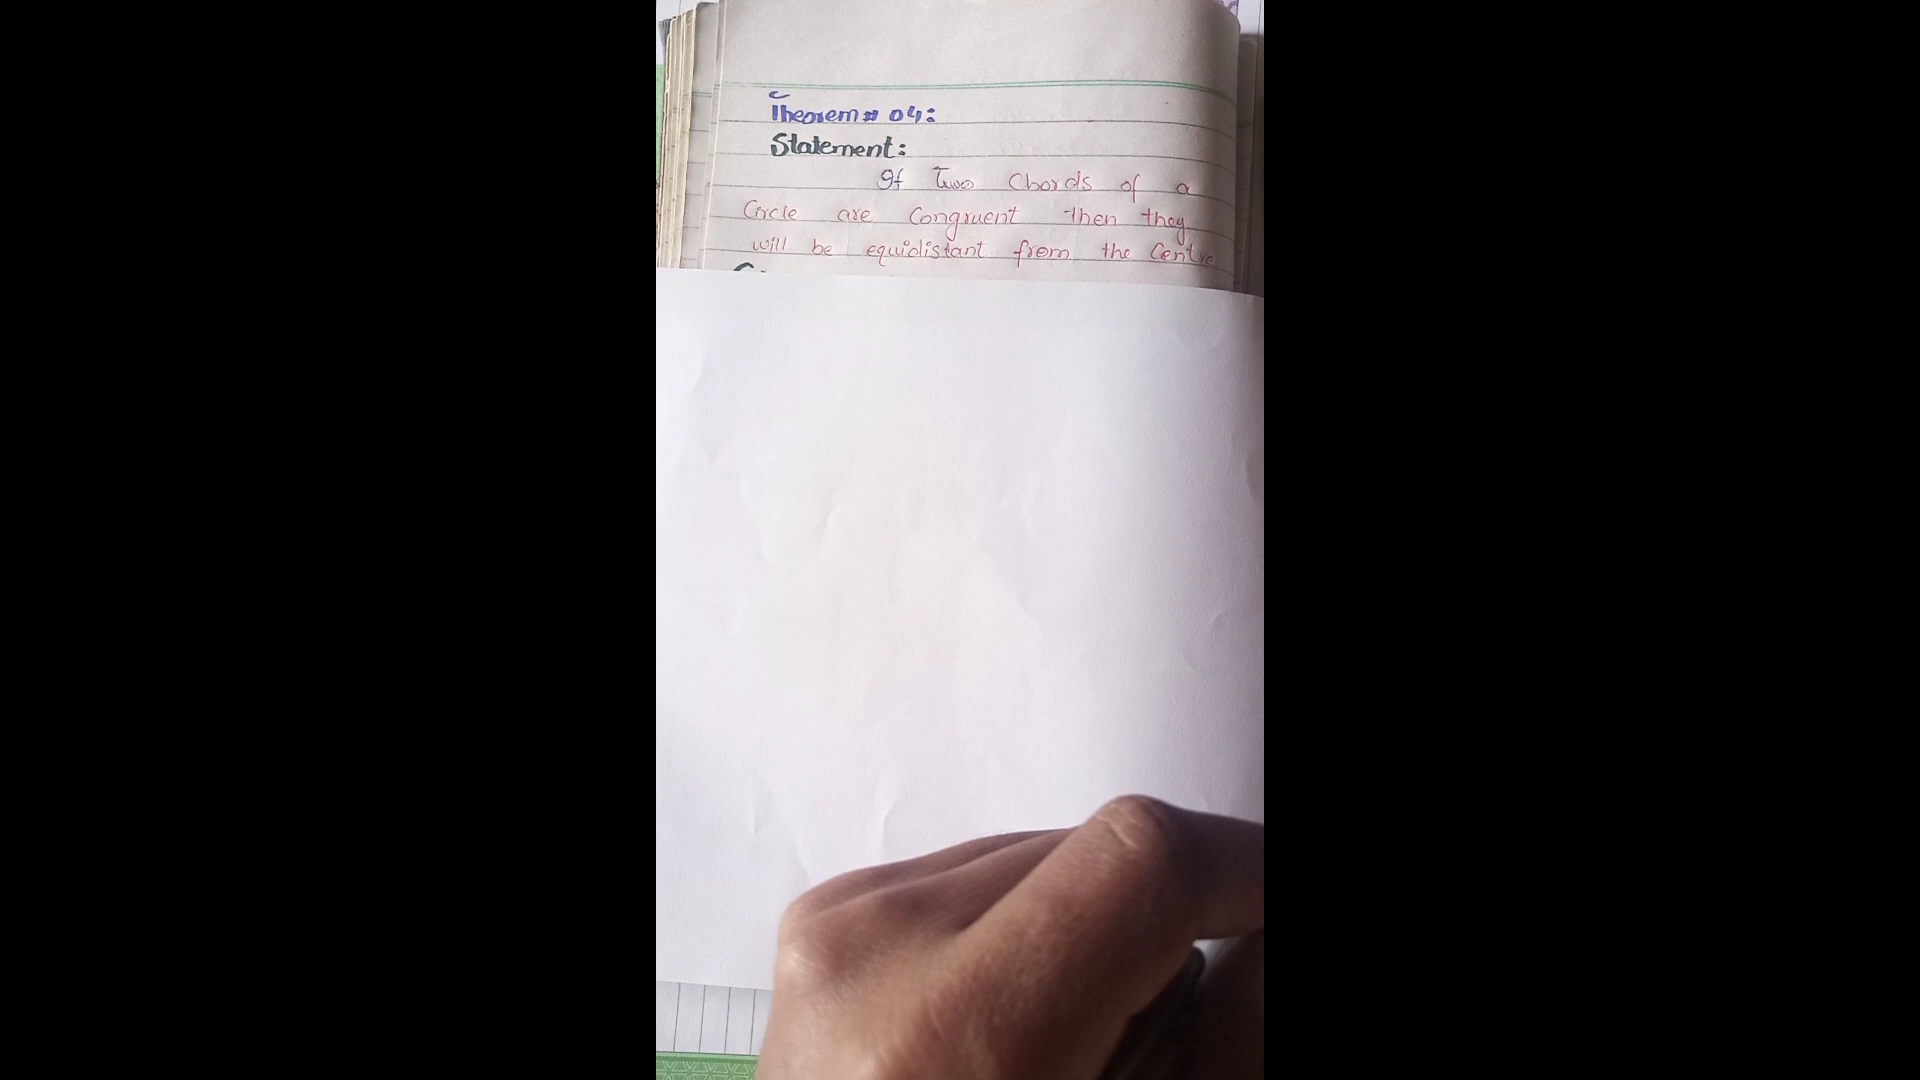 Theorem # 04:
Statement:
If Two Chords of a
Circle are Congruent then they
will be equidistant from the Centre